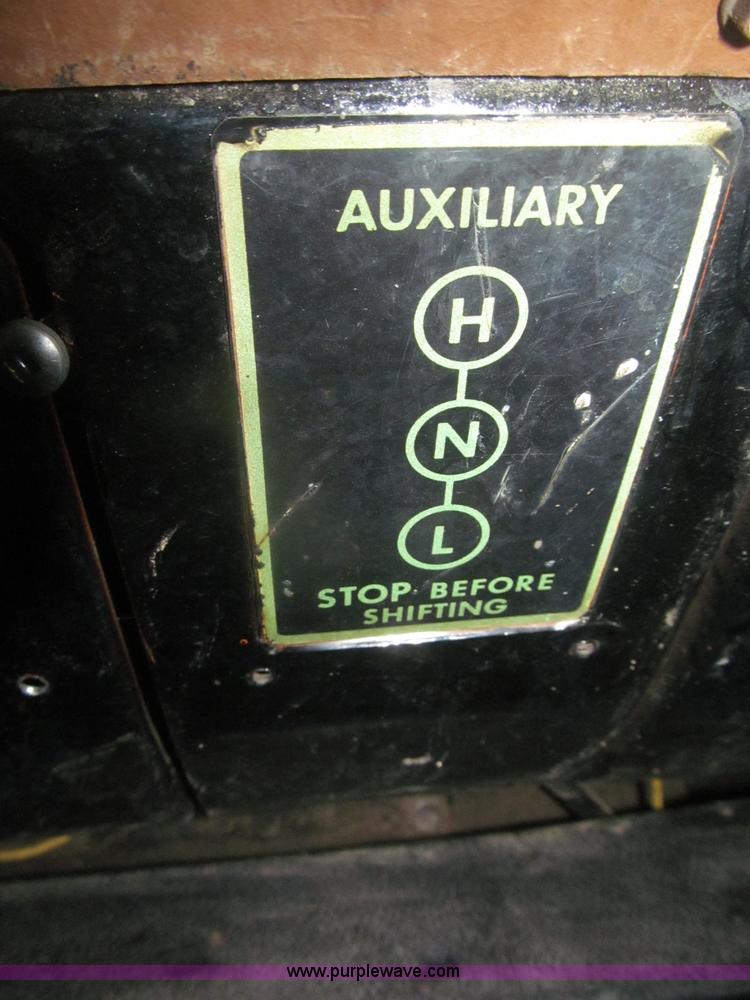 AUXILIARY
H
N
L
STOP BEFORE
SHIFTING
www.purplewave.com